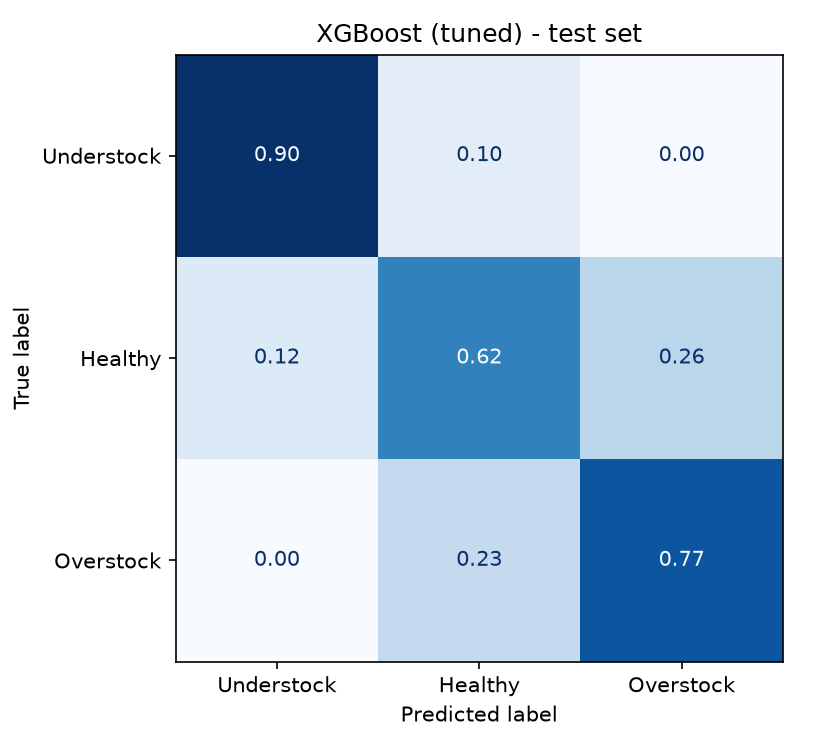 XGBoost (tuned) - test set
True label
Understock
0.90 0.10 0.00
Healthy
0.12 0.62 0.26
Overstock
0.00 0.23 0.77
Understock Healthy Overstock
Predicted label